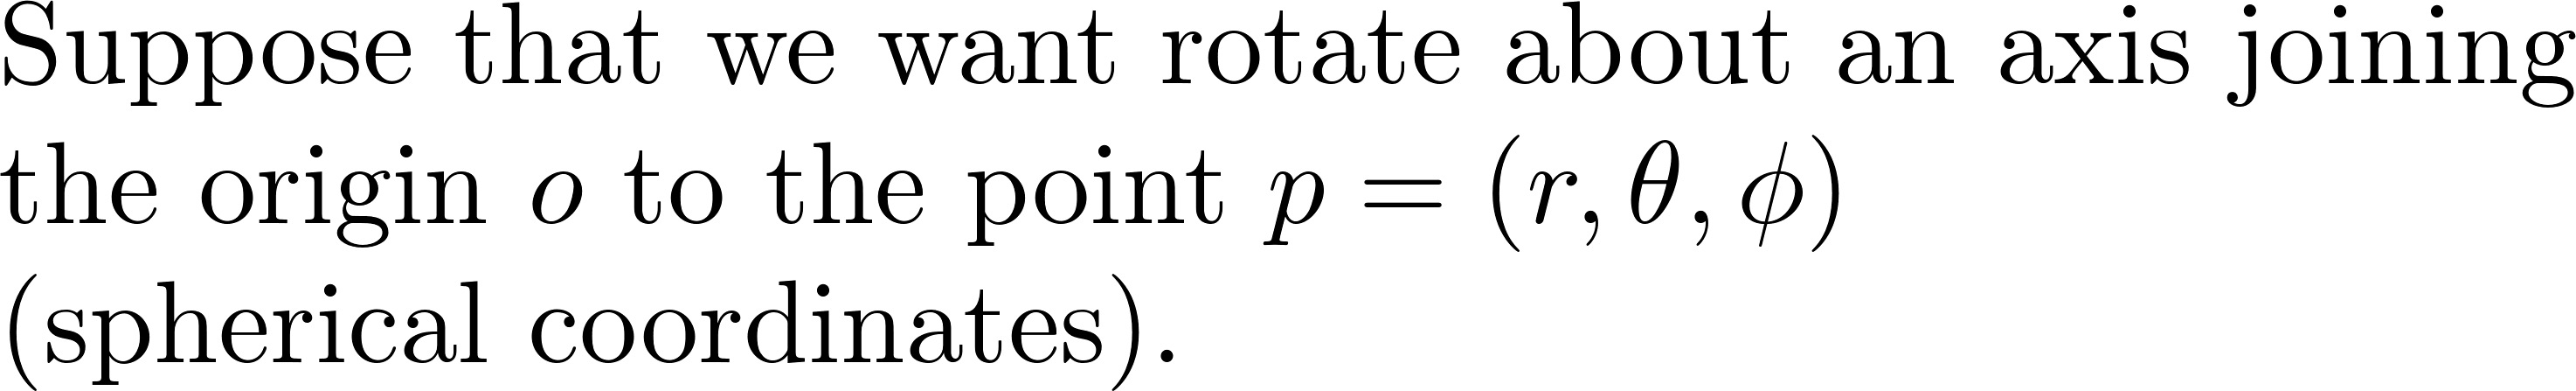 Suppose that we want rotate about an axis joining
the origin o to the point p = (r, θ, ϕ)
(spherical coordinates).